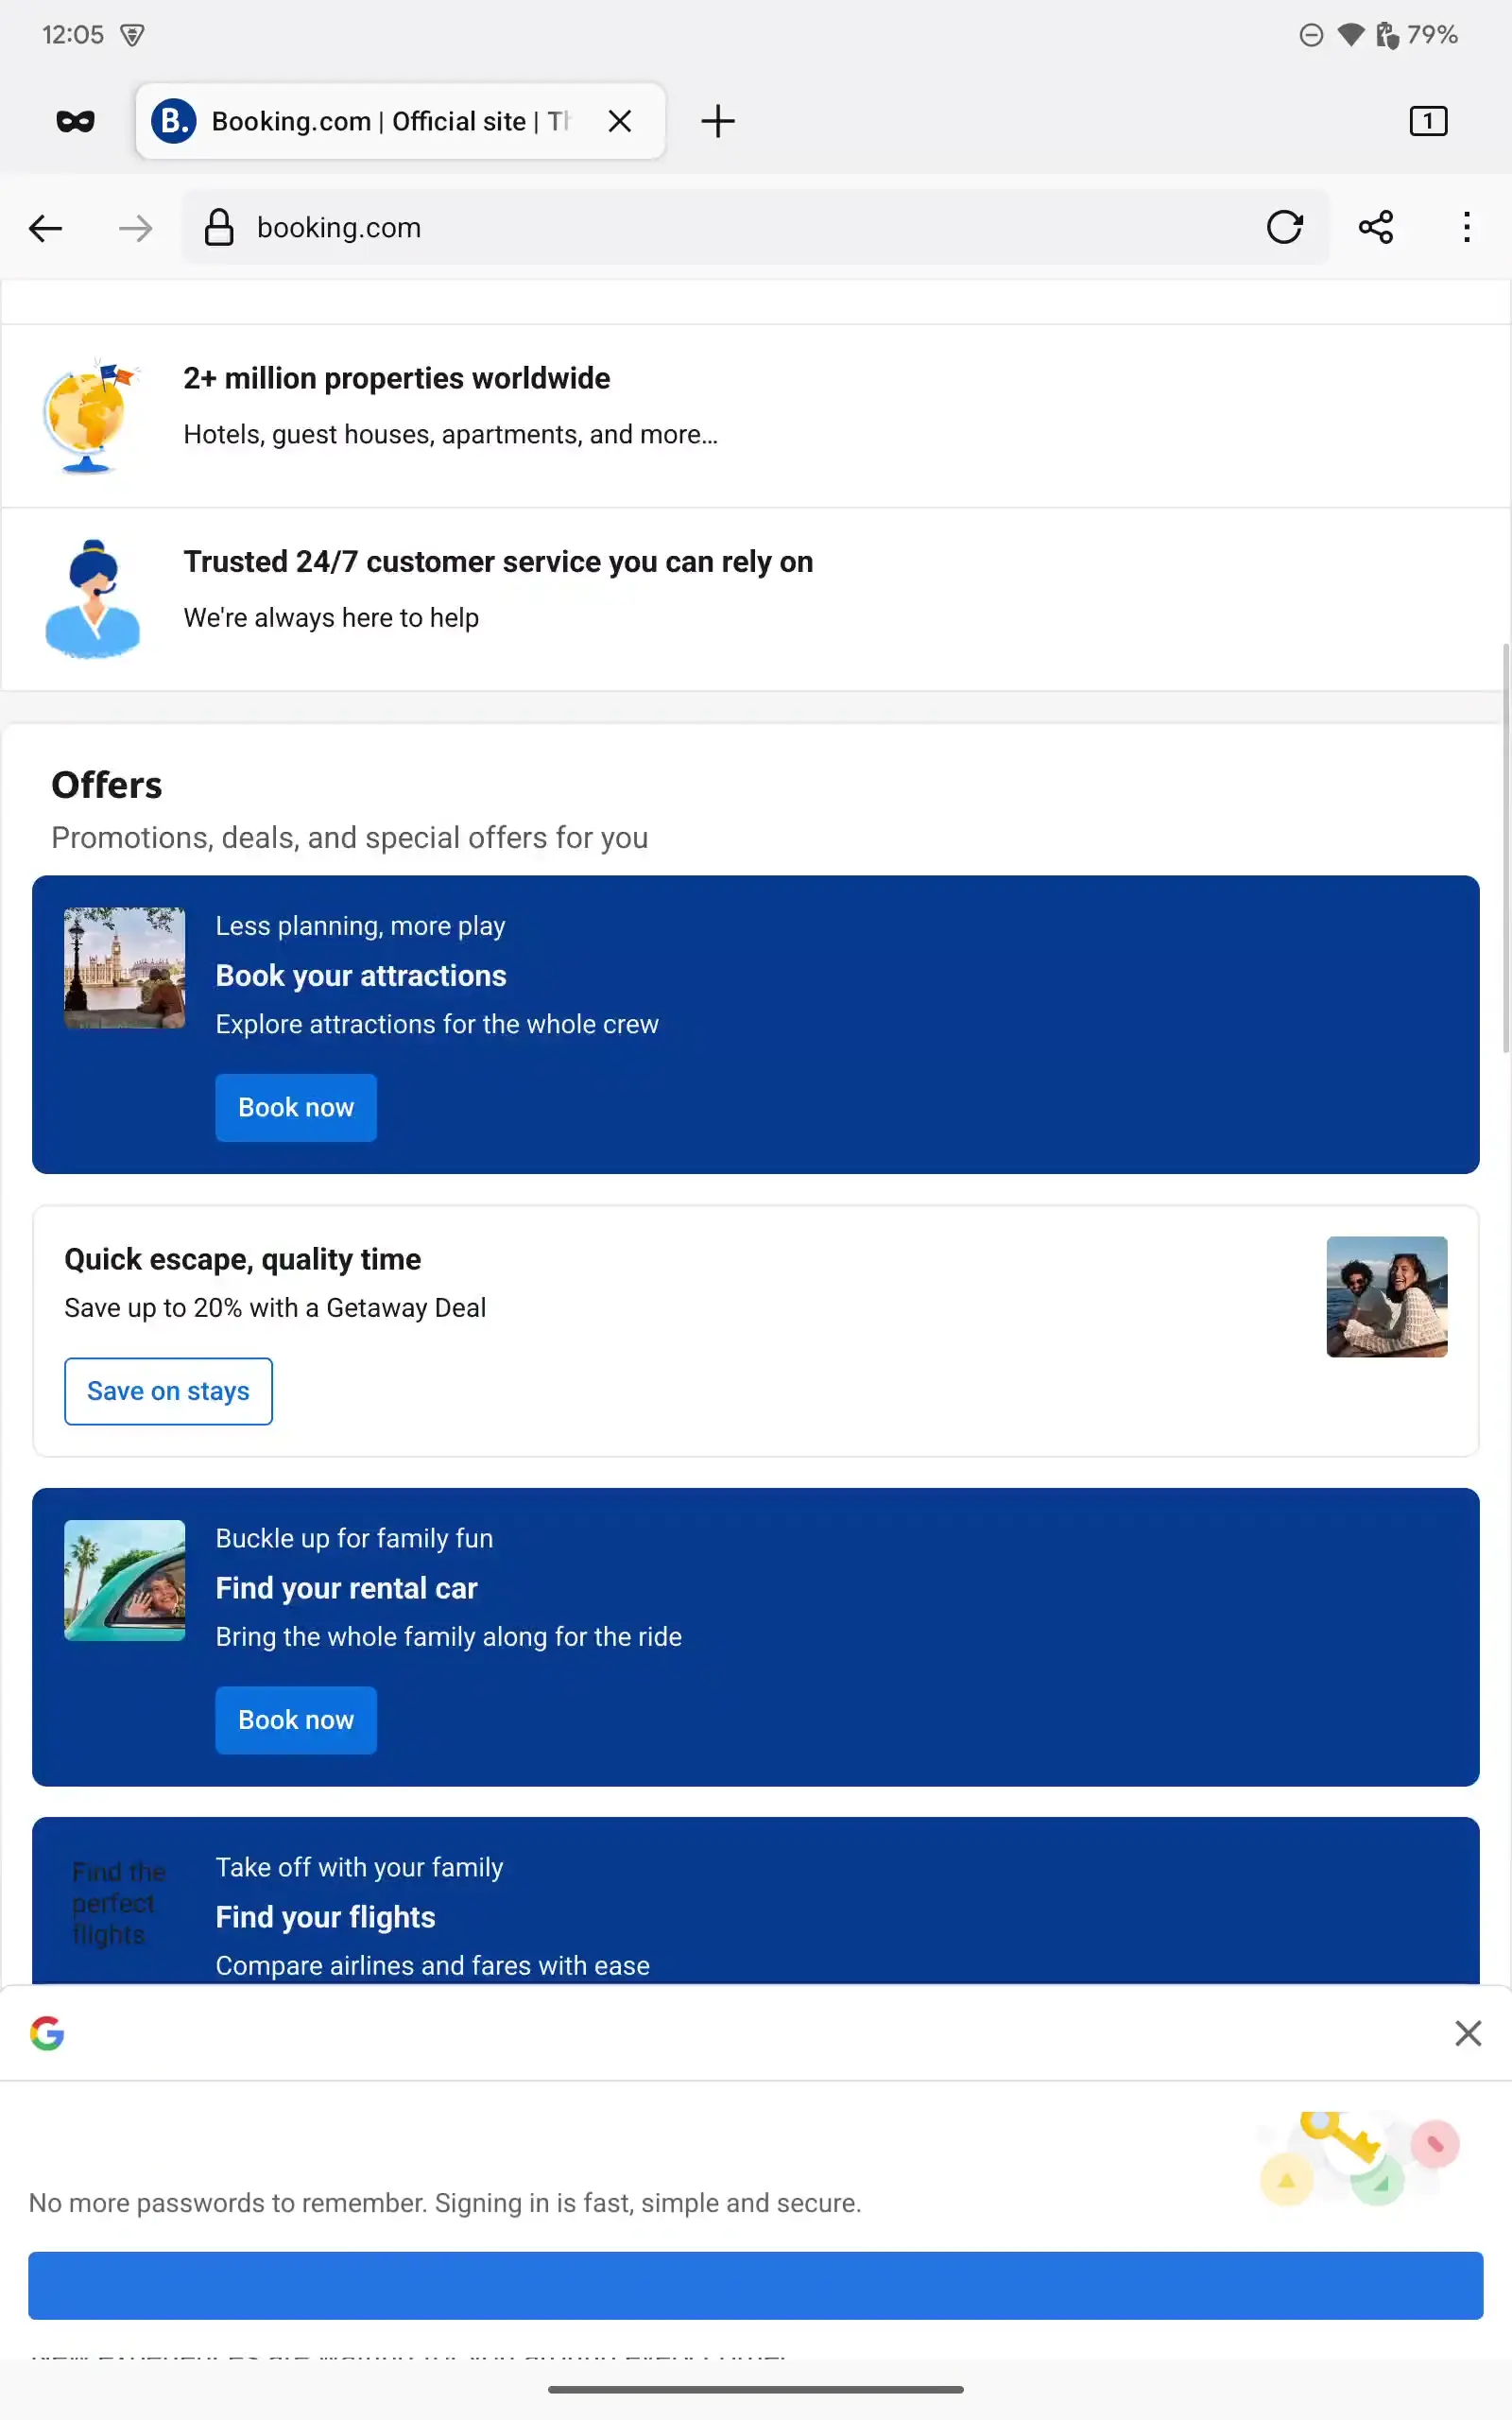 12:05
79%
B. Booking.com | Official site | Th
1
booking.com
2+ million properties worldwide
Hotels, guest houses, apartments, and more…
Trusted 24/7 customer service you can rely on
We're always here to help
Offers
Promotions, deals, and special offers for you
Less planning, more play
Book your attractions
Explore attractions for the whole crew
Book now
Quick escape, quality time
Save up to 20% with a Getaway Deal
Save on stays
Buckle up for family fun
Find your rental car
Bring the whole family along for the ride
Book now
Find the
perfect
flights
Take off with your family
Find your flights
Compare airlines and fares with ease
G
No more passwords to remember. Signing in is fast, simple and secure.